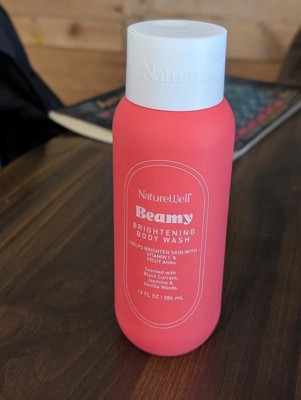 NatureWell
NatureWell
Beamy
BRIGHTENING
BODY WASH
HELPS BRIGHTEN SKIN WITH
VITAMIN C &
FRUIT AHAs
Scented with
Black Currant,
Jasmine &
Vanilla Woods
13 FL OZ | 384 mL